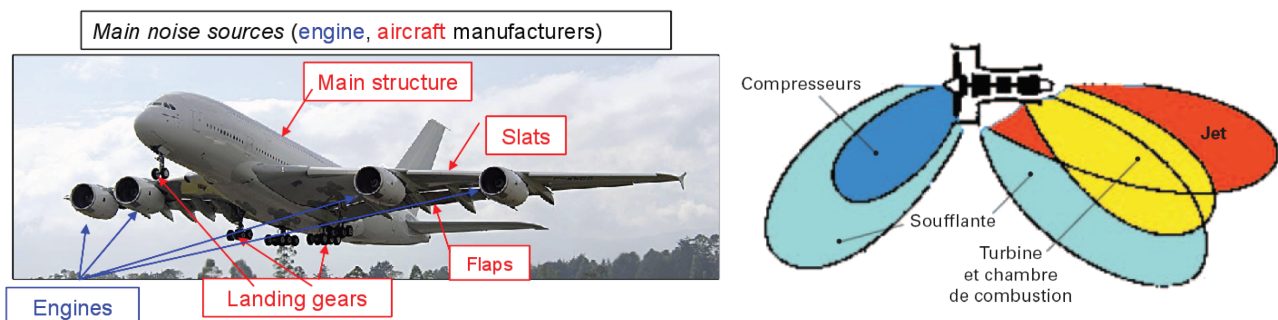 Main noise sources (engine, aircraft manufacturers)
Main structure
Slats
Flaps
Landing gears
Engines
Compresseurs
Jet
Soufflante
Turbine
et chambre
de combustion